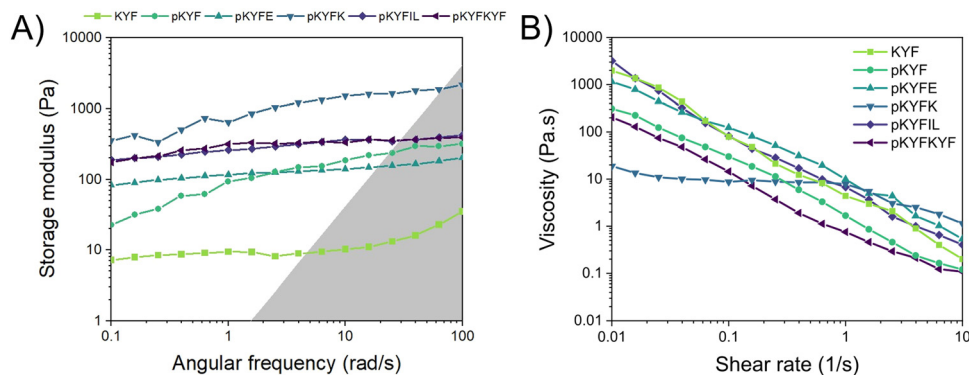 KYF pKYF pKYFE pKYFK pKYFIL pKYFKYF
A)
Storage modulus (Pa)
10000
1000
100
10
1
0.1 1 10 100
Angular frequency (rad/s)
B)
Viscosity (Pa.s)
10000
1000
100
10
1
0.1
0.01
0.01 0.1 1 10
Shear rate (1/s)
KYF
pKYF
pKYFE
pKYFK
pKYFIL
pKYFKYF